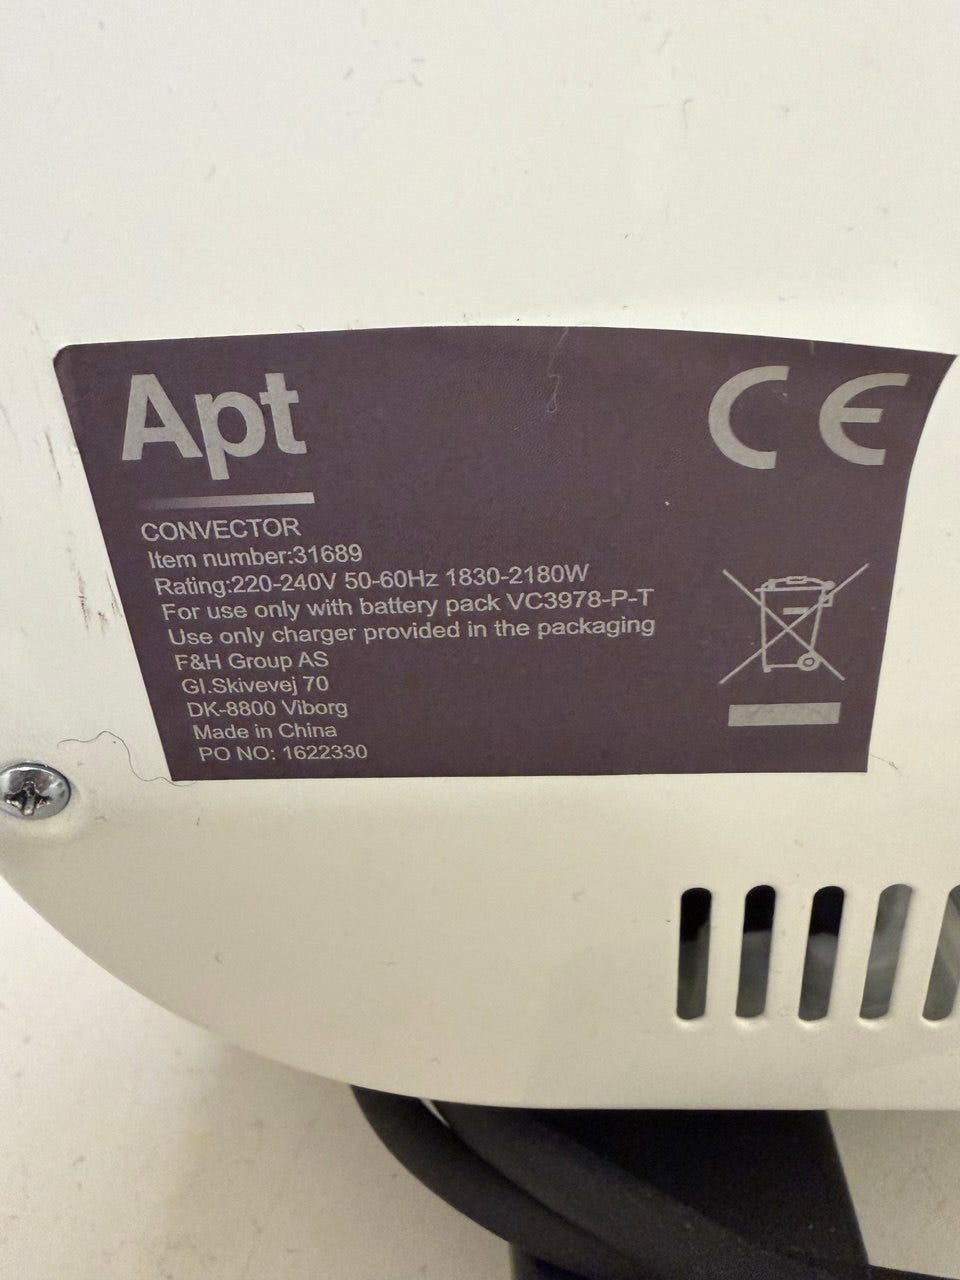 Apt
CE
CONVECTOR
Item number:31689
Rating:220-240V 50-60Hz 1830-2180W
For use only with battery pack VC3978-P-T
Use only charger provided in the packaging
F&H Group AS
Gl.Skivevej 70
DK-8800 Viborg
Made in China
PO NO: 1622330